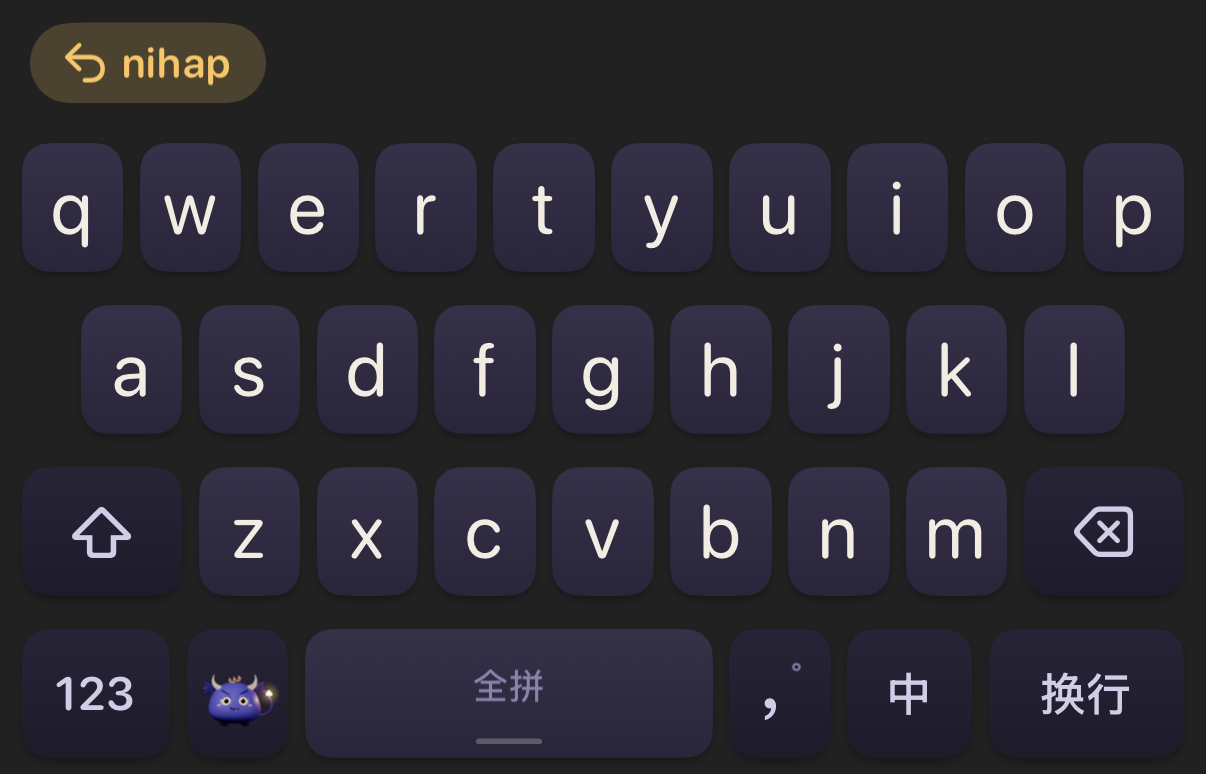 nihap
q w e r t y u i o p
a s d f g h j k l
z x c v b n m
123 全拼 ，。 中 换行